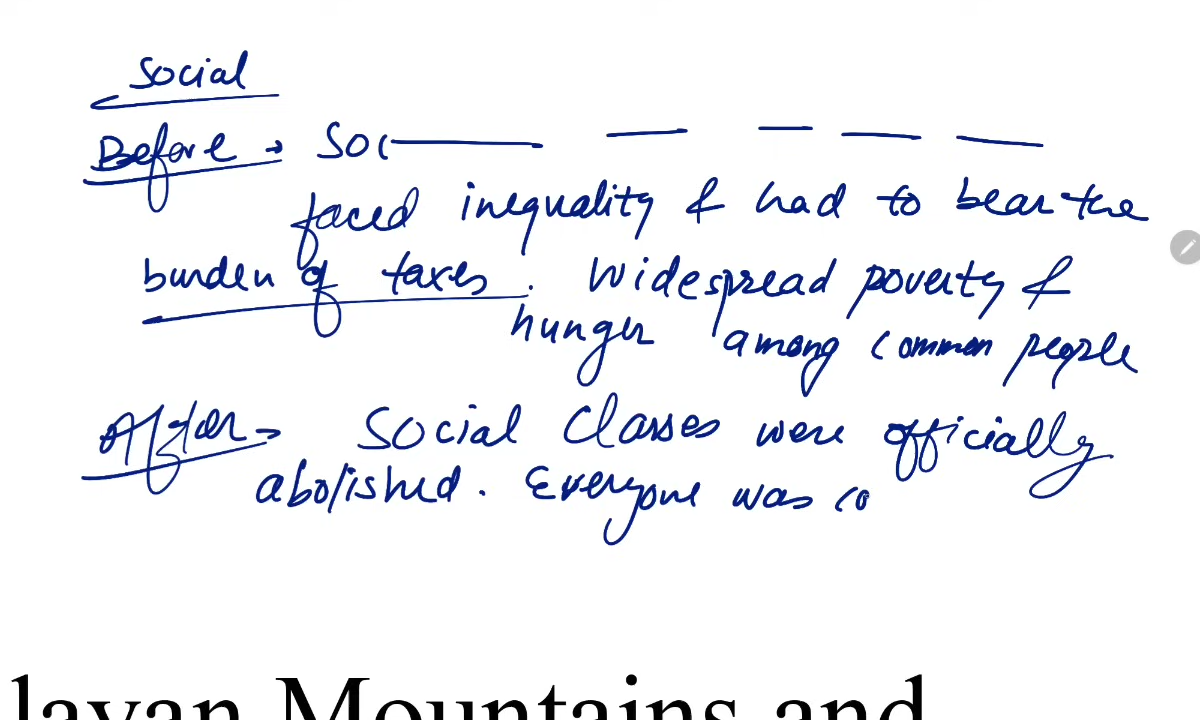 Social
Before → Soc
faced inequality & had to bear the
burden of taxes. Widespread poverty &
hunger among common people
After → Social Classes were officially
abolished. Everyone was co
layan Mountains and